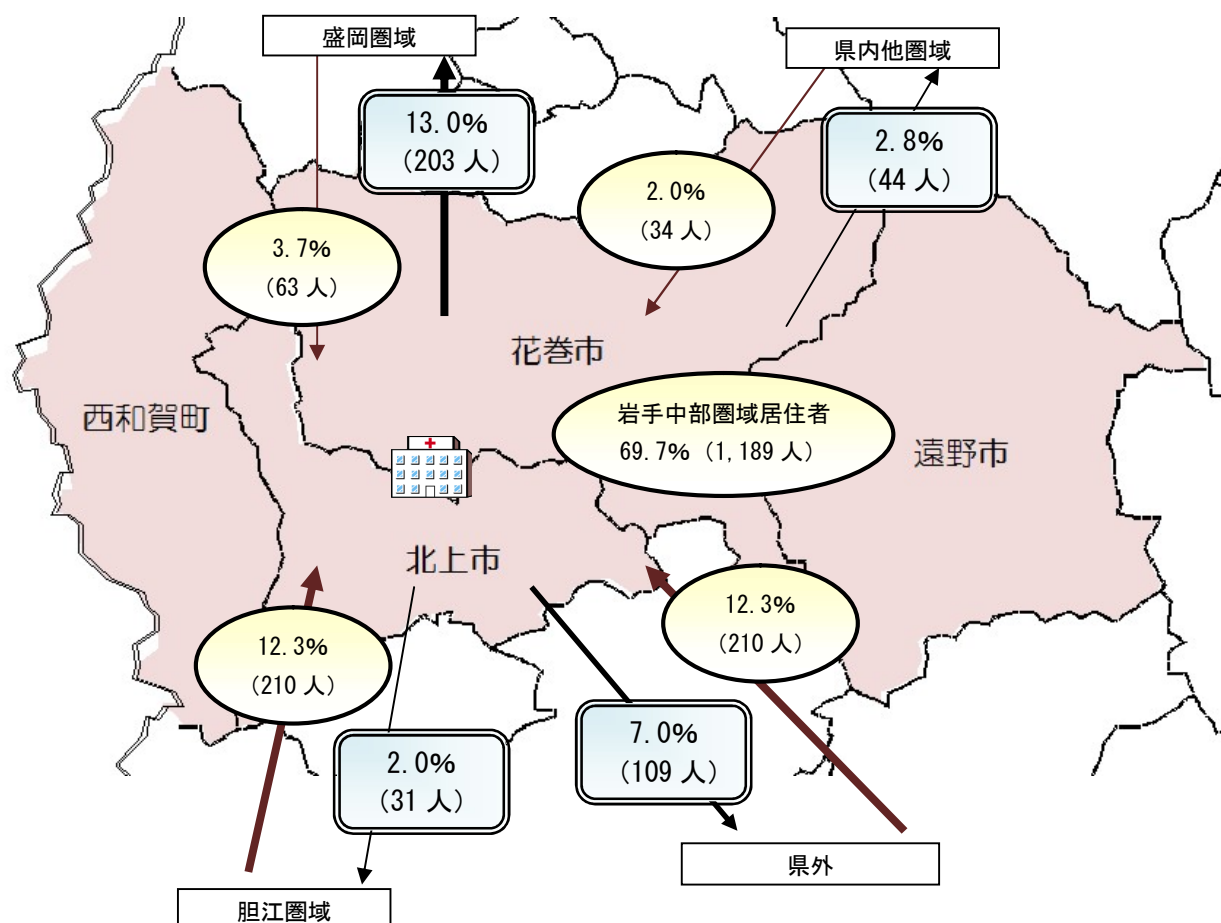 盛岡圏域
県内他圏域
13.0%
(203 人)
2.8%
(44 人)
2.0%
(34 人)
3.7%
(63 人)
花巻市
西和賀町
岩手中部圏域居住者
69.7% (1,189 人)
遠野市
北上市
12.3%
(210 人)
12.3%
(210 人)
7.0%
(109 人)
2.0%
(31 人)
県外
胆江圏域